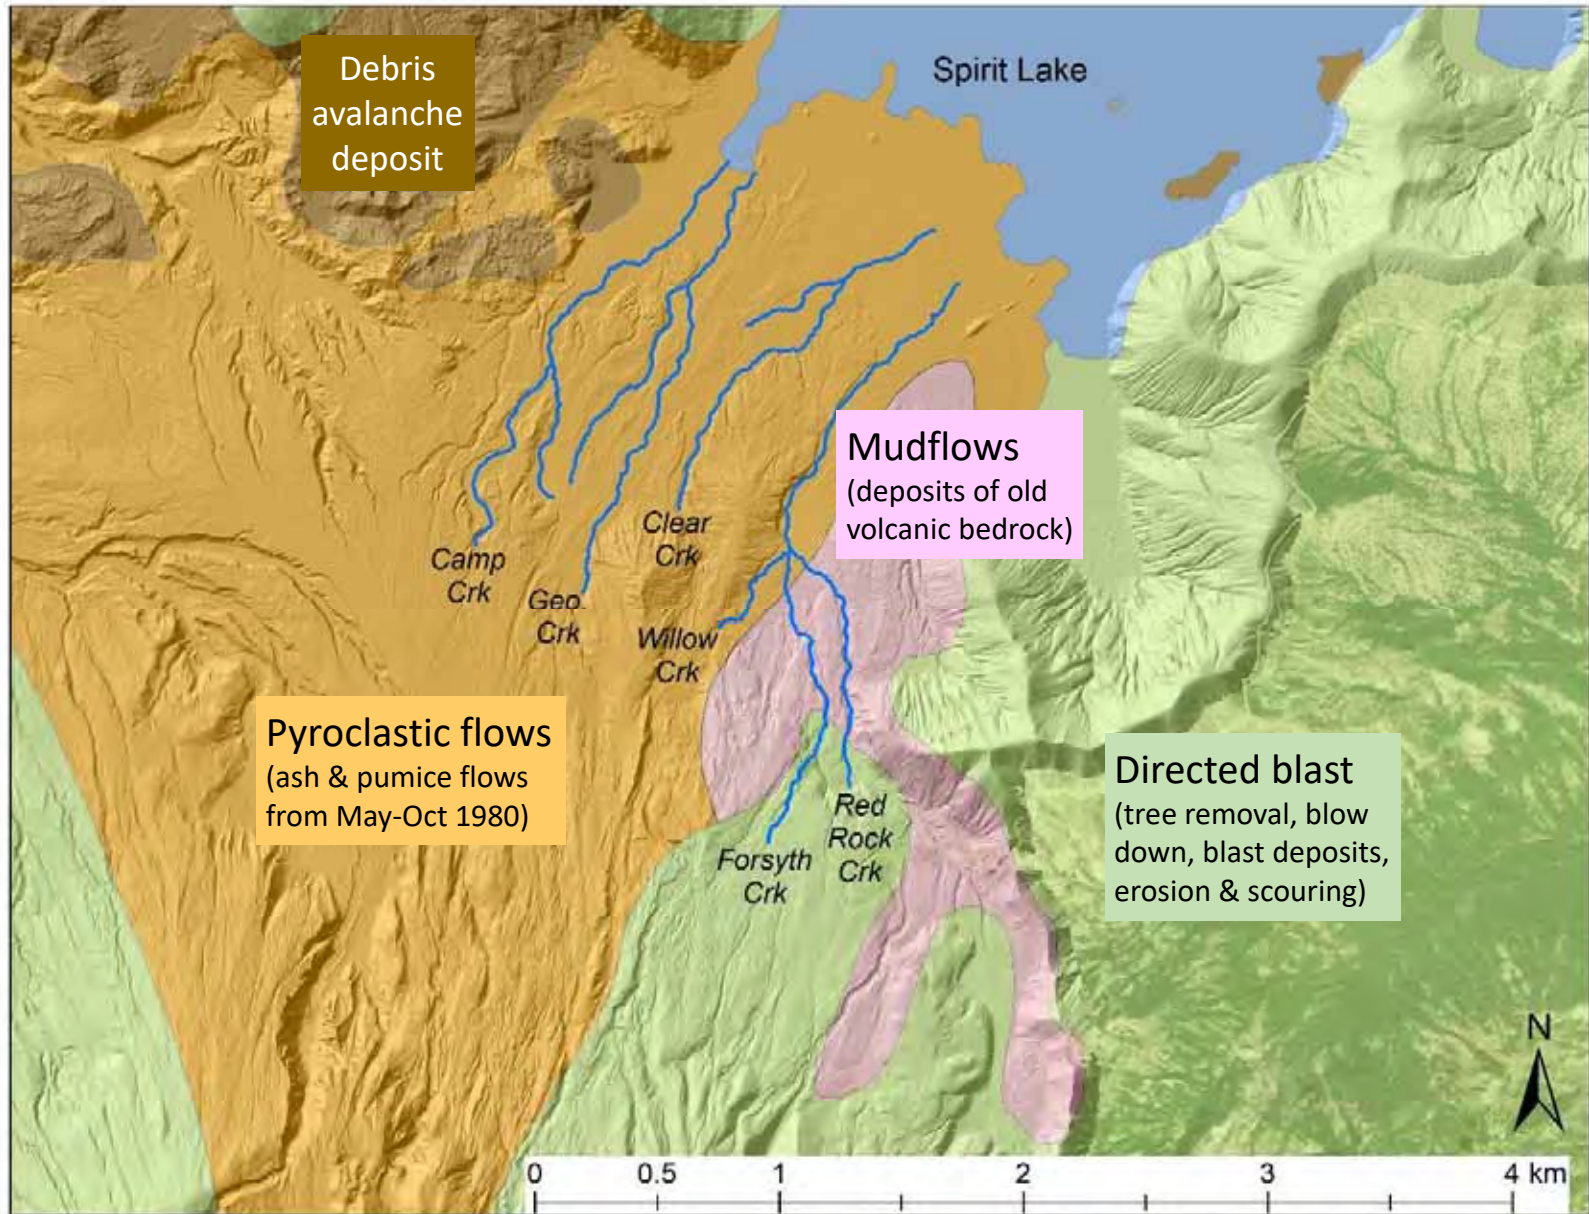 Debris
avalanche
deposit
Spirit Lake
Mudflows
(deposits of old
volcanic bedrock)
Camp
Crk
Geo.
Crk
Clear
Crk
Willow
Crk
Pyroclastic flows
(ash & pumice flows
from May-Oct 1980)
Forsyth
Crk
Red
Rock
Crk
Directed blast
(tree removal, blow
down, blast deposits,
erosion & scouring)
N
0 0.5 1 2 3 4 km